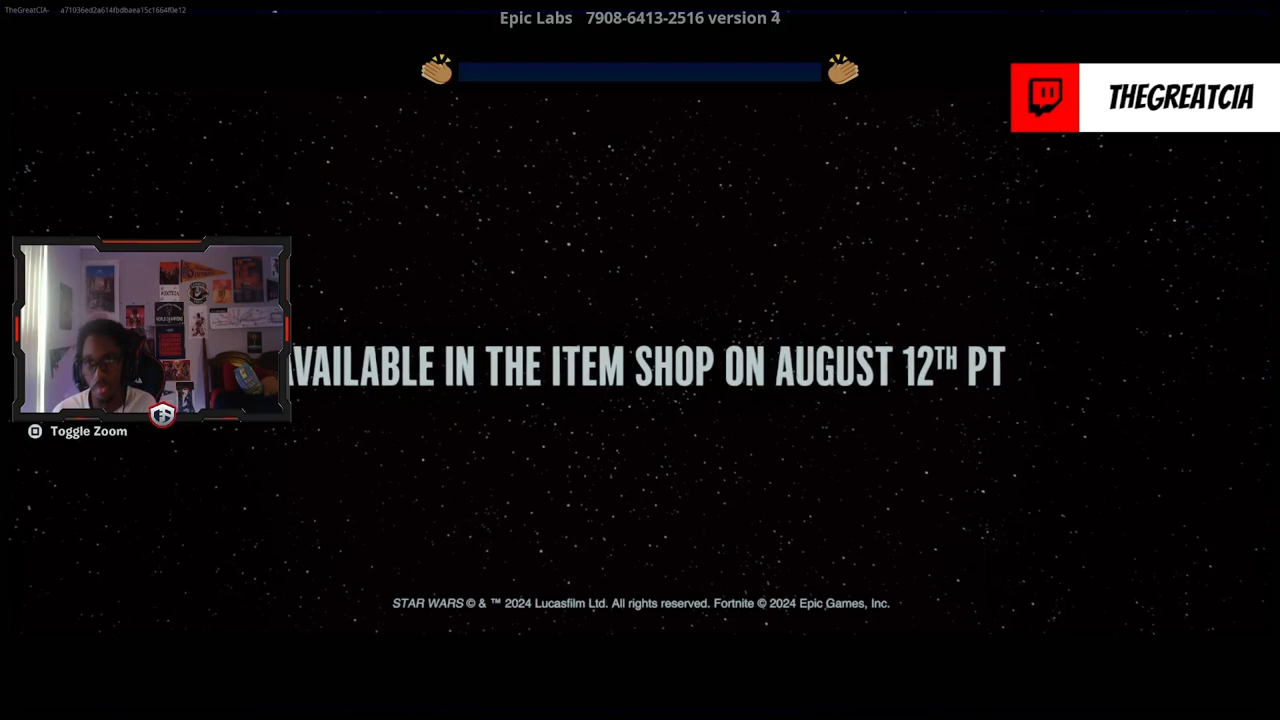 TheGreatCIA- a71036ed2a614fbdbaea15c1664f0e12
Epic Labs 7908-6413-2516 version 4
THEGREATCIA
VAILABLE IN THE ITEM SHOP ON AUGUST 12TH PT
Toggle Zoom
STAR WARS © & ™ 2024 Lucasfilm Ltd. All rights reserved. Fortnite © 2024 Epic Games, Inc.